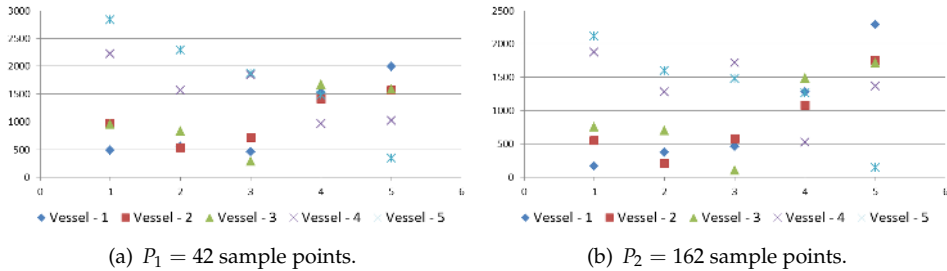 3000
2500
2000
1500
1000
500
0
0 1 2 3 4 5 6
Vessel - 1 Vessel - 2 Vessel - 3 Vessel - 4 Vessel - 5
(a) P₁ = 42 sample points.
2500
2000
1500
1000
500
0
0 1 2 3 4 5 6
Vessel - 1 Vessel - 2 Vessel - 3 Vessel - 4 Vessel - 5
(b) P₂ = 162 sample points.